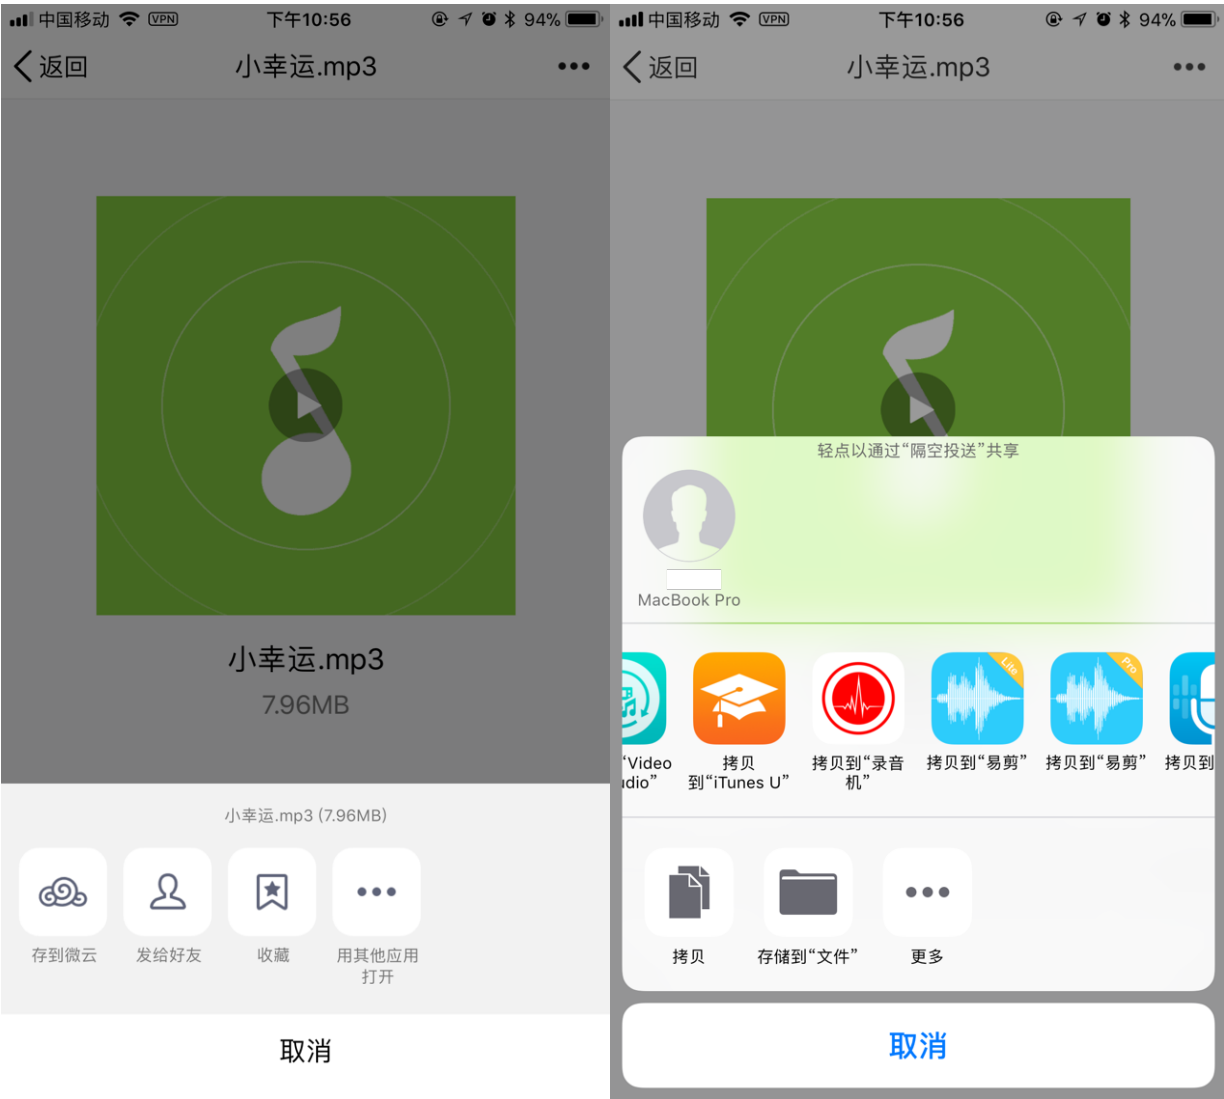 中国移动 VPN 下午10:56 94%
返回 小幸运.mp3
小幸运.mp3
7.96MB
小幸运.mp3 (7.96MB)
存到微云
发给好友
收藏
用其他应用
打开
取消
中国移动 VPN 下午10:56 94%
返回 小幸运.mp3
轻点以通过“隔空投送”共享
MacBook Pro
Lite
Pro
“Video
dio”
拷贝
到“iTunes U”
拷贝到“录音
机”
拷贝到“易剪”
拷贝到“易剪”
拷贝到
拷贝
存储到“文件”
更多
取消